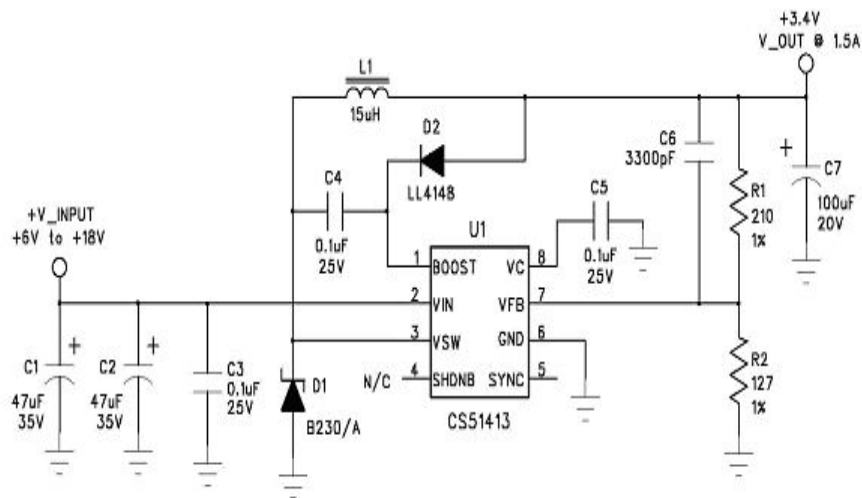 +3.4V
V_OUT @ 1.5A
L1
15uH
D2
LL4148
C6
3300pF
C4
0.1uF
25V
C5
0.1uF
25V
R1
210
1%
+
C7
100uF
20V
+V_INPUT
+6V to +18V
U1
1
BOOST
VC
8
2
VIN
VFB
7
3
VSW
GND
6
N/C
4
SHDNB
SYNC
5
CS51413
+
C1
47uF
35V
+
C2
47uF
35V
C3
0.1uF
25V
D1
B230/A
R2
127
1%